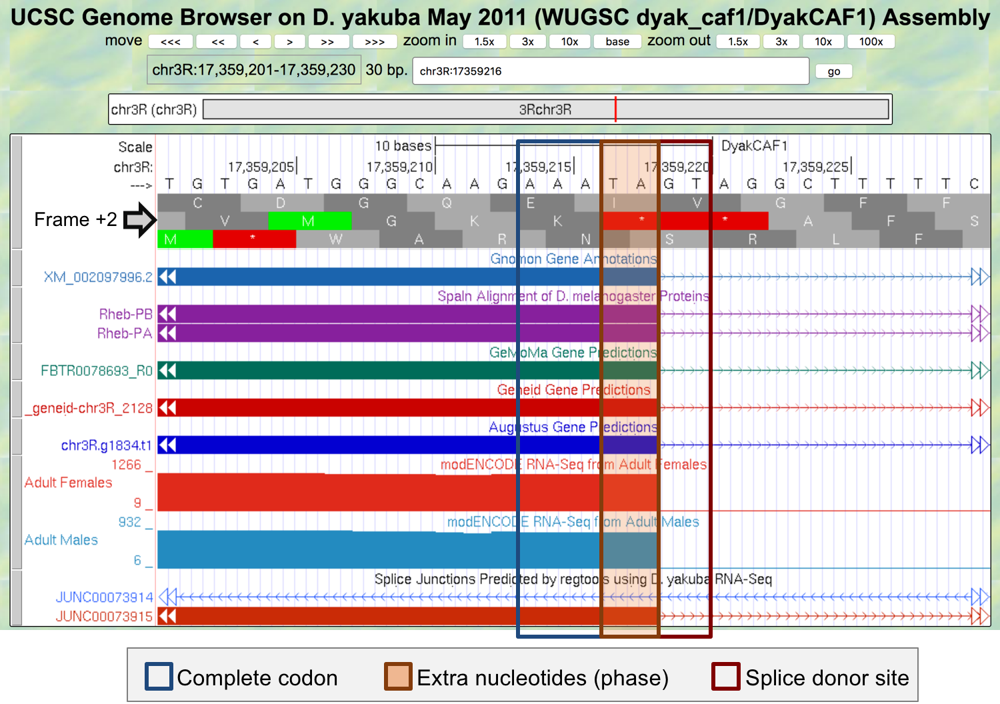 UCSC Genome Browser on D. yakuba May 2011 (WUGSC dyak_caf1/DyakCAF1) Assembly
move <<< << < > >> >>> zoom in 1.5x 3x 10x base zoom out 1.5x 3x 10x 100x
chr3R:17,359,201-17,359,230 30 bp. chr3R:17359216 go
chr3R (chr3R) 3Rchr3R
Scale 10 bases DyakCAF1
chr3R: 17,359,205 17,359,210 17,359,215 17,359,220 17,359,225
---> T G T G A T G G G C A A G A A A T A G T A G G C T T T T T C
C D G Q E I V G F F
Frame +2 V M G K K * * A F S
M * W A R N S R L F
Gnomon Gene Annotations
XM_002097996.2
Spaln Alignment of D. melanogaster Proteins
Rheb-PB
Rheb-PA
GeMoMa Gene Predictions
FBTR0078693_R0
Geneid Gene Predictions
_geneid-chr3R_2128
Augustus Gene Predictions
chr3R.g1834.t1
1266 _ modENCODE RNA-Seq from Adult Females
Adult Females
9 _
932 _ modENCODE RNA-Seq from Adult Males
Adult Males
6 _
Splice Junctions Predicted by regtools using D. yakuba RNA-Seq
JUNC00073914
JUNC00073915
Complete codon Extra nucleotides (phase) Splice donor site